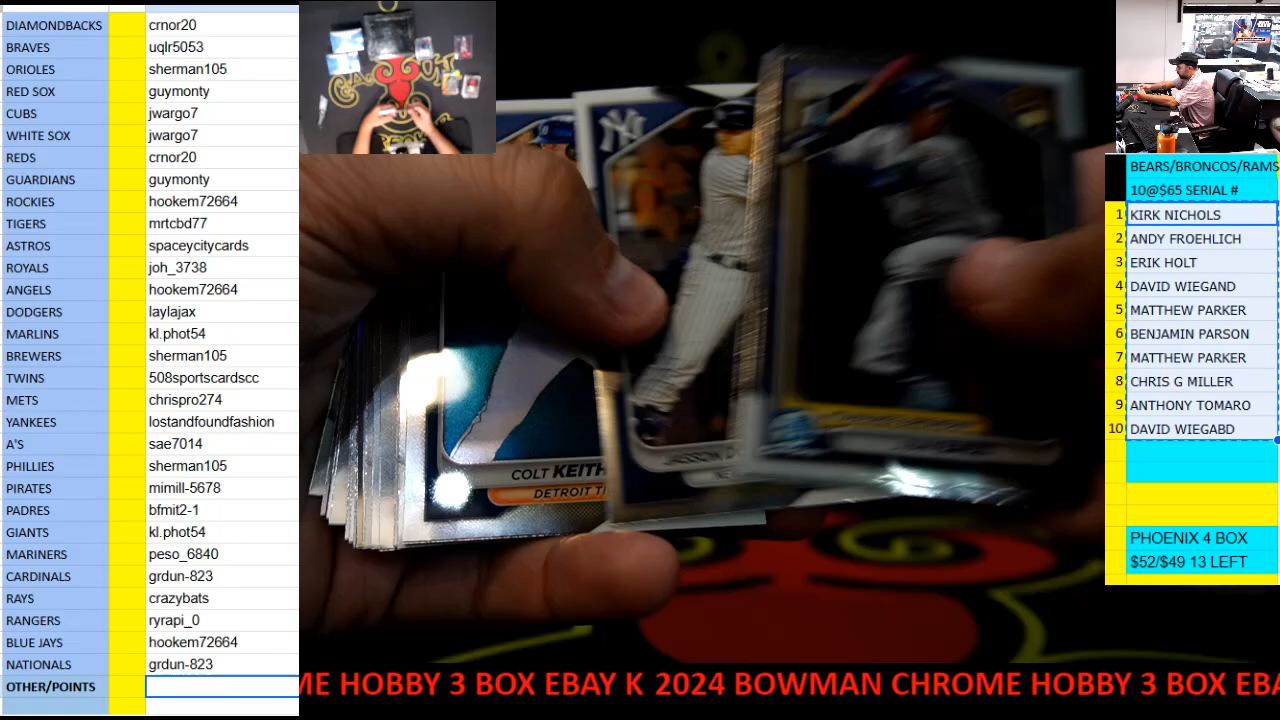 DIAMONDBACKS crnor20
BRAVES uqlr5053
ORIOLES sherman105
RED SOX guymonty
CUBS jwargo7
WHITE SOX jwargo7
REDS crnor20
GUARDIANS guymonty
ROCKIES hookem72664
TIGERS mrtcbd77
ASTROS spaceycitycards
ROYALS joh_3738
ANGELS hookem72664
DODGERS laylajax
MARLINS kl.phot54
BREWERS sherman105
TWINS 508sportscardscc
METS chrispro274
YANKEES lostandfoundfashion
A'S sae7014
PHILLIES sherman105
PIRATES mimill-5678
PADRES bfmit2-1
GIANTS kl.phot54
MARINERS peso_6840
CARDINALS grdun-823
RAYS crazybats
RANGERS ryrapi_0
BLUE JAYS hookem72664
NATIONALS grdun-823
OTHER/POINTS
NY
COLT KEITH
DETROIT TI
BEARS/BRONCOS/RAMS
10@$65 SERIAL #
1 KIRK NICHOLS
2 ANDY FROEHLICH
3 ERIK HOLT
4 DAVID WIEGAND
5 MATTHEW PARKER
6 BENJAMIN PARSON
7 MATTHEW PARKER
8 CHRIS G MILLER
9 ANTHONY TOMARO
10 DAVID WIEGABD
PHOENIX 4 BOX
$52/$49 13 LEFT
ME HOBBY 3 BOX EBAY K 2024 BOWMAN CHROME HOBBY 3 BOX EBA